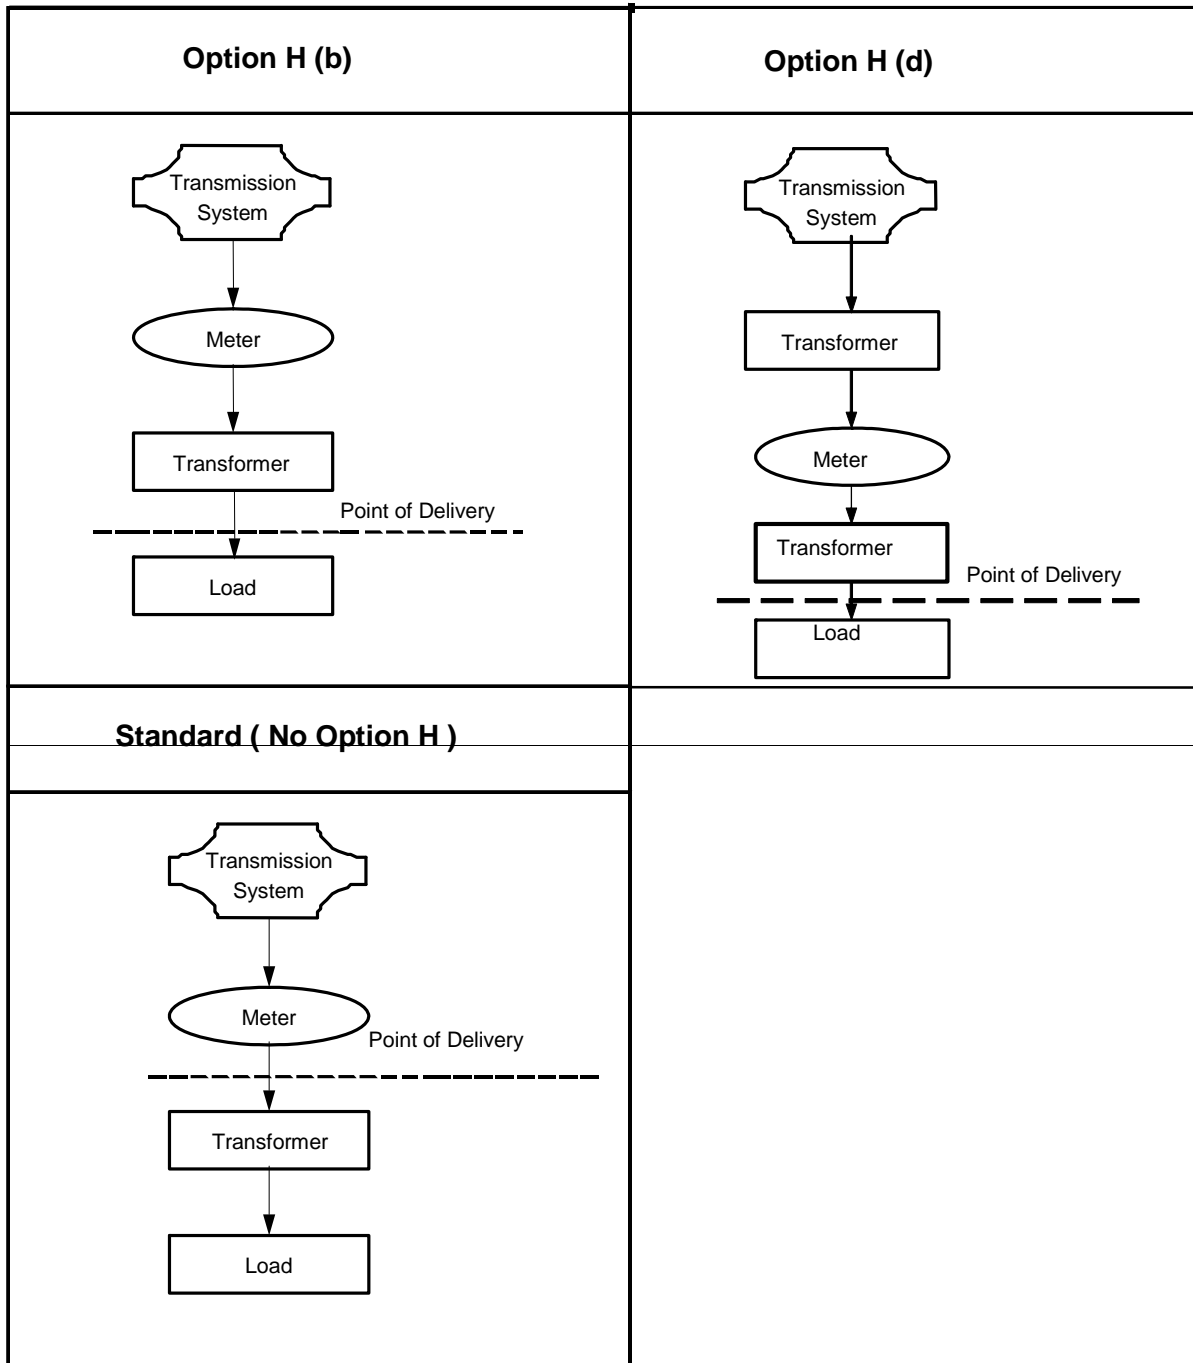 Option H (b)
Transmission
System
Meter
Transformer
Point of Delivery
Load
Option H (d)
Transmission
System
Transformer
Meter
Transformer
Point of Delivery
Load
Standard ( No Option H )
Transmission
System
Meter
Point of Delivery
Transformer
Load